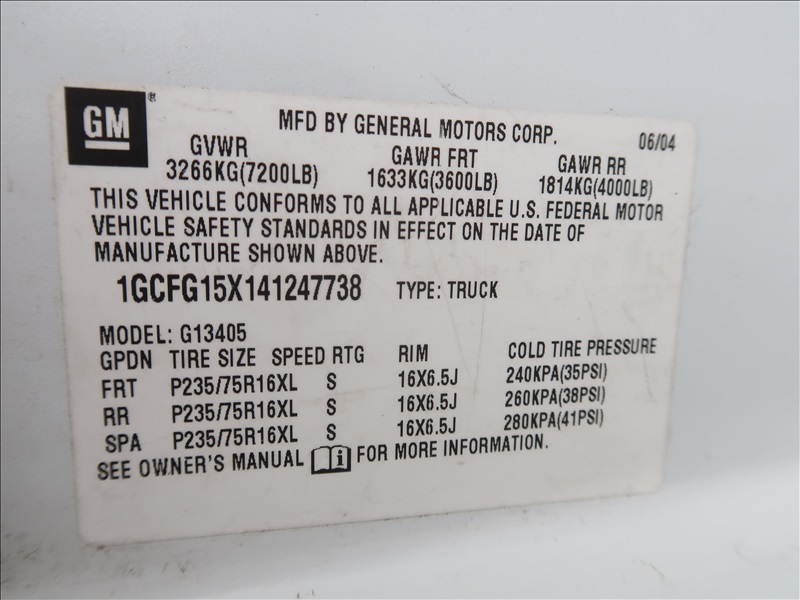 GM ®
MFD BY GENERAL MOTORS CORP. 06/04
GVWR GAWR FRT GAWR RR
3266KG(7200LB) 1633KG(3600LB) 1814KG(4000LB)
THIS VEHICLE CONFORMS TO ALL APPLICABLE U.S. FEDERAL MOTOR
VEHICLE SAFETY STANDARDS IN EFFECT ON THE DATE OF
MANUFACTURE SHOWN ABOVE.
1GCFG15X141247738 TYPE: TRUCK
MODEL: G13405
GPDN TIRE SIZE SPEED RTG RIM COLD TIRE PRESSURE
FRT P235/75R16XL S 16X6.5J 240KPA(35PSI)
RR P235/75R16XL S 16X6.5J 260KPA(38PSI)
SPA P235/75R16XL S 16X6.5J 280KPA(41PSI)
SEE OWNER'S MANUAL i FOR MORE INFORMATION.